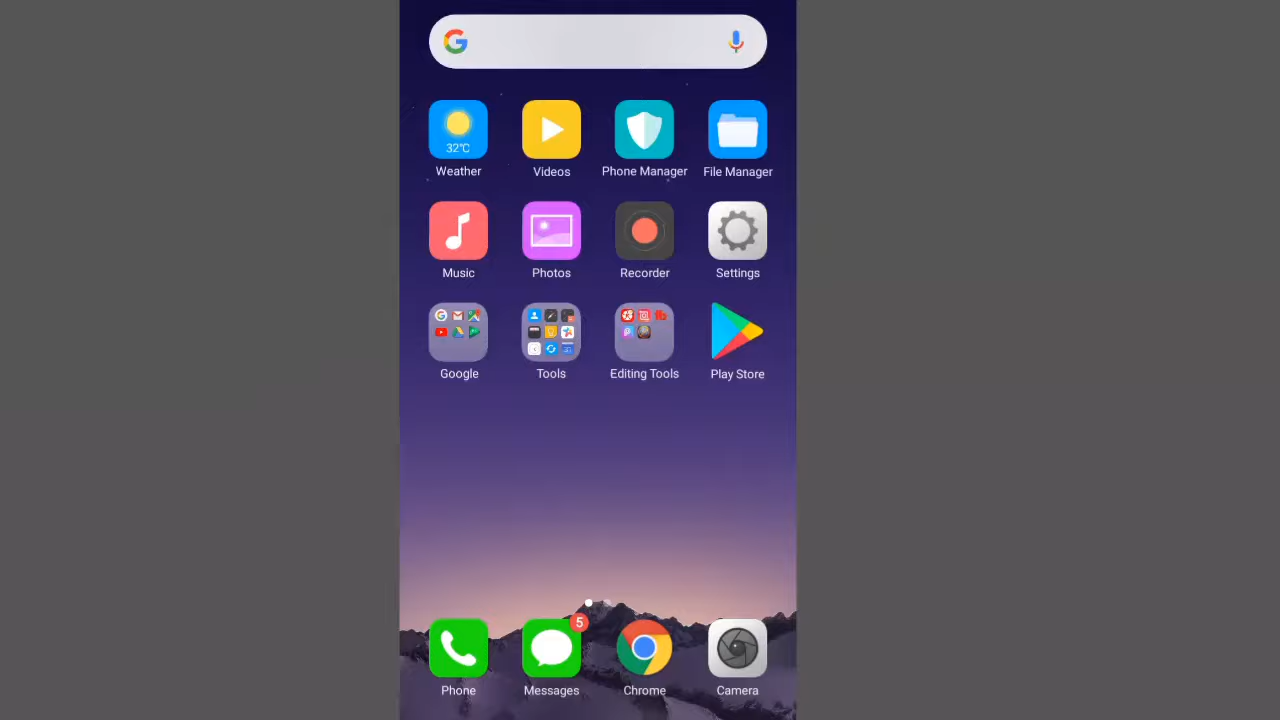 32℃
Weather
Videos
Phone Manager
File Manager
Music
Photos
Recorder
Settings
Google
Tools
Editing Tools
Play Store
5
Phone
Messages
Chrome
Camera